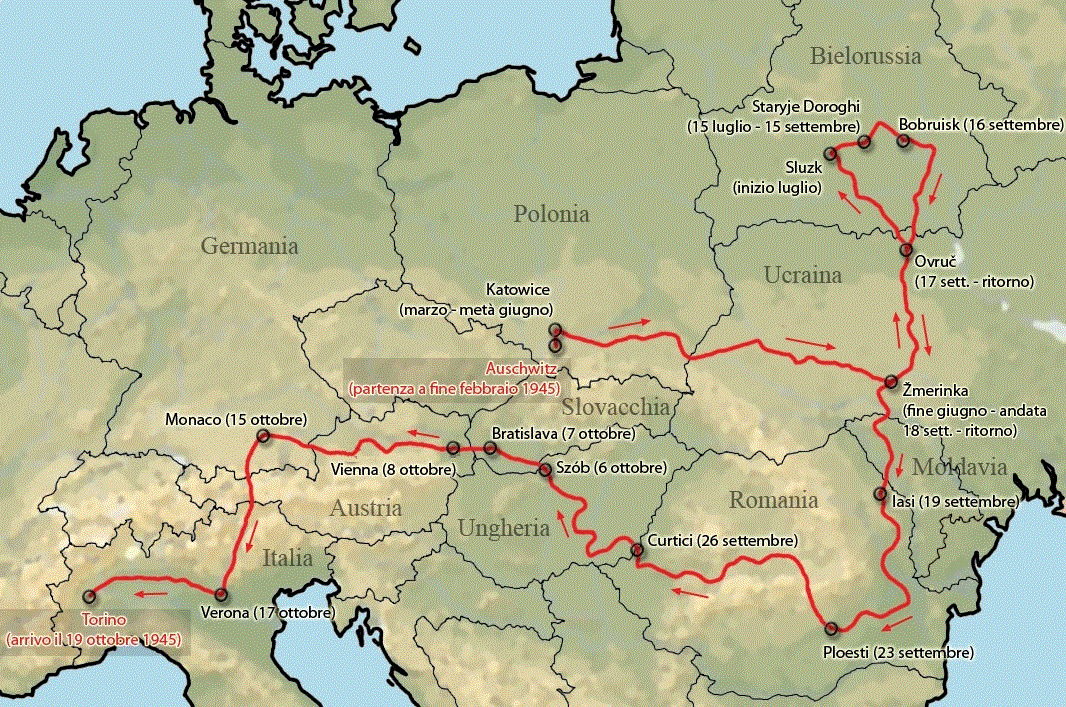 Bielorussia
Staryje Doroghi
(15 luglio - 15 settembre)
Bobruisk (16 settembre)
Sluzk
(inizio luglio)
Polonia
Germania
Ucraina
Ovruč
(17 sett. - ritorno)
Katowice
(marzo - metà giugno)
Auschwitz
(partenza a fine febbraio 1945)
Žmerinka
(fine giugno - andata
18 sett. - ritorno)
Slovacchia
Monaco (15 ottobre)
Bratislava (7 ottobre)
Vienna (8 ottobre)
Szób (6 ottobre)
Moldavia
Iasi (19 settembre)
Romania
Austria
Ungheria
Curtici (26 settembre)
Italia
Verona (17 ottobre)
Torino
(arrivo il 19 ottobre 1945)
Ploesti (23 settembre)